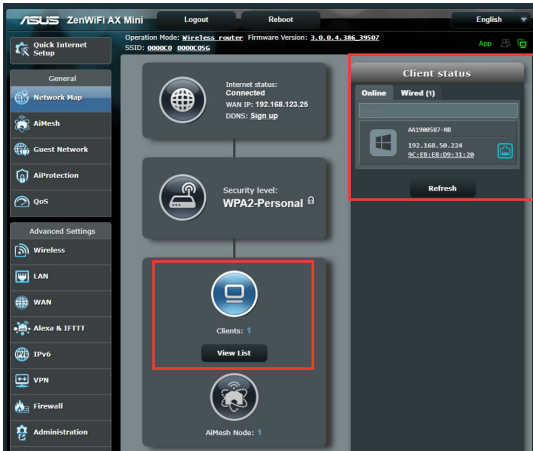 ASUS ZenWiFi AX Mini
Logout
Reboot
English
Operation Mode: Wireless router Firmware Version: 3.0.0.4.386_39507
SSID: 0000C0 0000C05G
App
Quick Internet
Setup
General
Network Map
AiMesh
Guest Network
AiProtection
QoS
Advanced Settings
Wireless
LAN
WAN
Alexa & IFTTT
IPv6
VPN
Firewall
Administration
Internet status:
Connected
WAN IP: 192.168.123.25
DDNS: Sign up
Security level:
WPA2-Personal
Clients: 1
View List
AiMesh Node: 1
Client status
Online Wired (1)
AA1900587-NB
192.168.50.224
9C:EB:E8:D9:31:20
Refresh